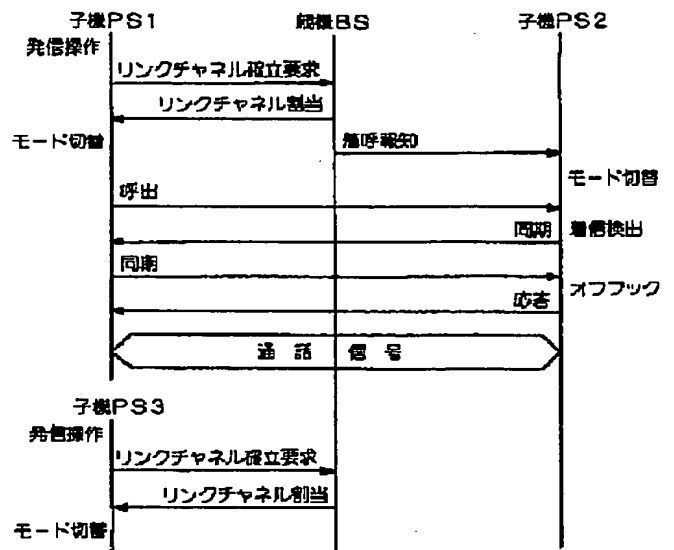 子機PS1
親機BS
子機PS2
発信操作
リンクチャネル確立要求
リンクチャネル割当
モード切替
着呼報知
モード切替
呼出
同期
着信検出
同期
オフフック
応答
通 話 信 号
子機PS3
発信操作
リンクチャネル確立要求
リンクチャネル割当
モード切替